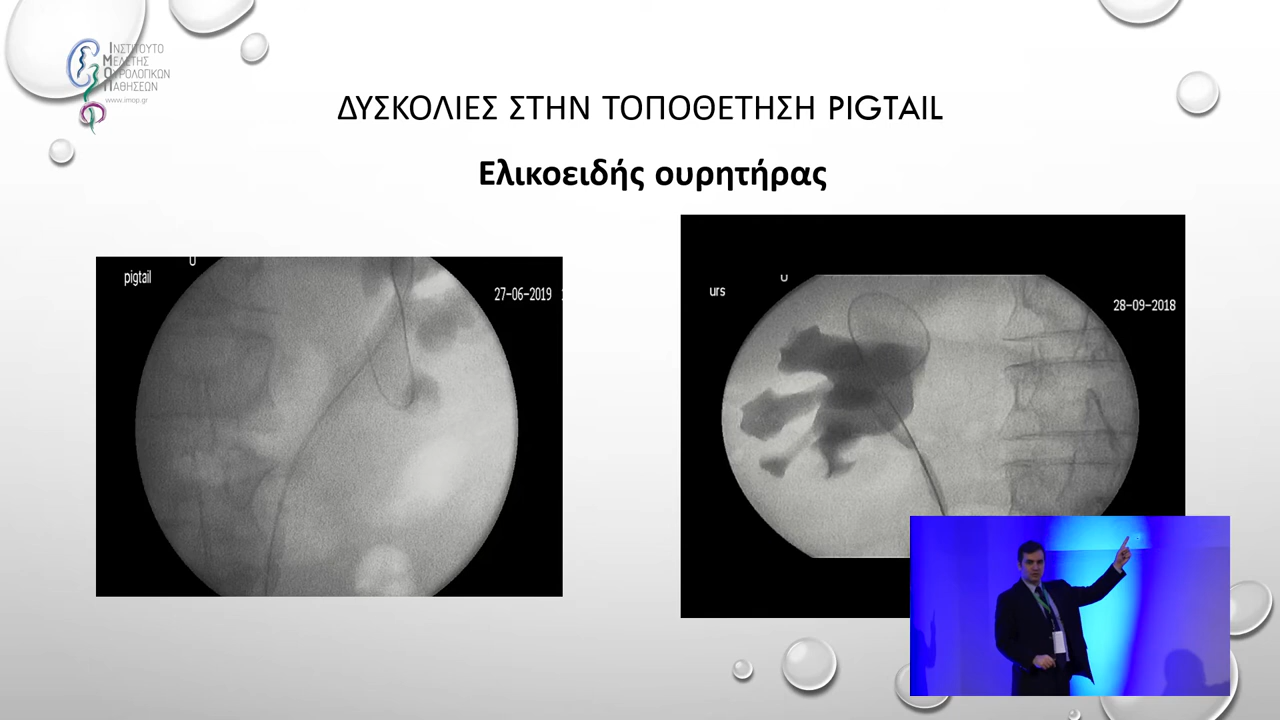 ΙΝΣΤΙΤΟΥΤΟ
ΜΕΛΕΤΗΣ
ΟΥΡΟΛΟΓΙΚΩΝ
ΠΑΘΗΣΕΩΝ
www.imop.gr
ΔΥΣΚΟΛΙΕΣ ΣΤΗΝ ΤΟΠΟΘΕΤΗΣΗ PIGTAIL
Ελικοειδής ουρητήρας
pigtail
27-06-2019
urs
28-09-2018